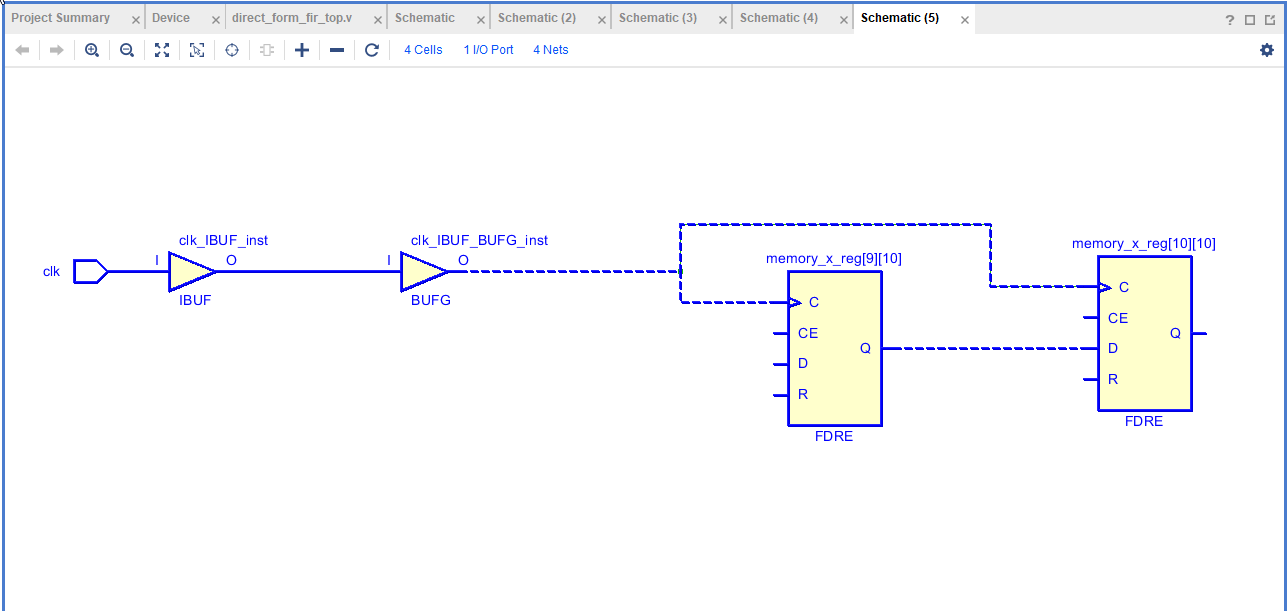 Project Summary Device direct_form_fir_top.v Schematic Schematic (2) Schematic (3) Schematic (4) Schematic (5)
4 Cells 1 I/O Port 4 Nets
clk_IBUF_inst clk_IBUF_BUFG_inst memory_x_reg[10][10]
memory_x_reg[9][10]
I O I O
clk
C
C
IBUF BUFG
CE
CE Q
Q D
D
R
R
FDRE
FDRE